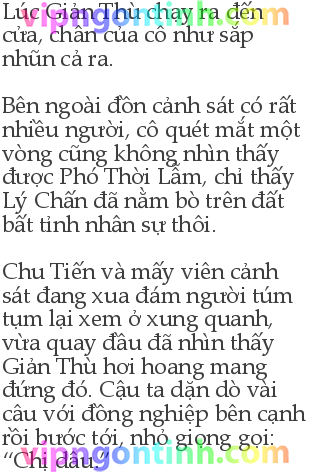 vipngontinh.com
Lúc Giản Thù chạy ra đến
cửa, chân của cô như sắp
nhũn cả ra.
Bên ngoài đồn cảnh sát có rất
nhiều người, cô quét mắt một
vòng cũng không nhìn thấy
được Phó Thời Lẫm, chỉ thấy
Lý Chấn đã nằm bò trên đất
bất tỉnh nhân sự thôi.
Chu Tiến và mấy viên cảnh
sát đang xua đám người túm
tụm lại xem ở xung quanh,
vừa quay đầu đã nhìn thấy
Giản Thù hơi hoang mang
đứng đó. Cậu ta dặn dò vài
câu với đồng nghiệp bên cạnh
rồi bước tới, nhỏ giọng gọi:
“Chị dâu.”
vipngontinh.com